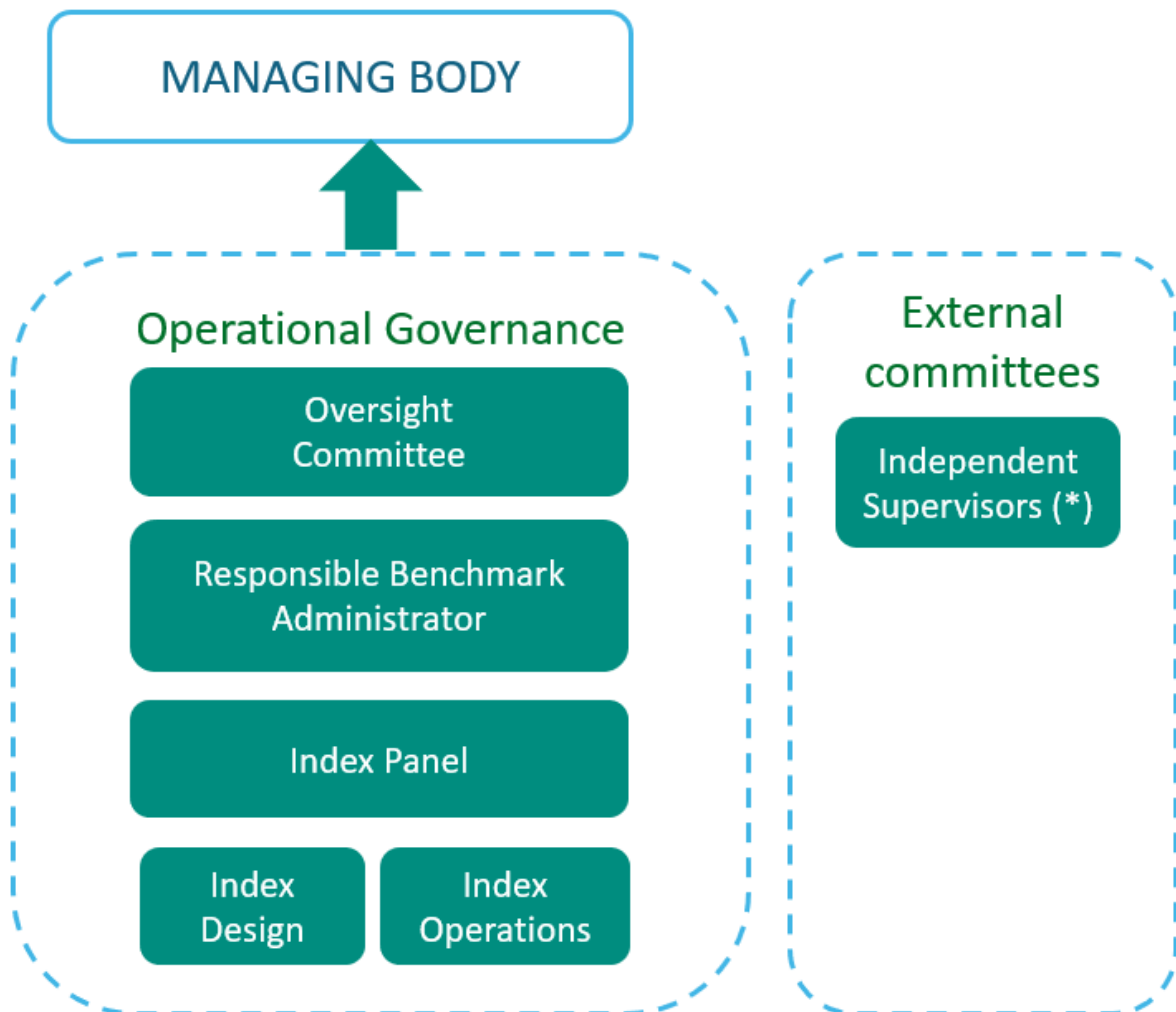 MANAGING BODY
Operational Governance
Oversight
Committee
Responsible Benchmark
Administrator
Index Panel
Index
Design
Index
Operations
External
committees
Independent
Supervisors (*)